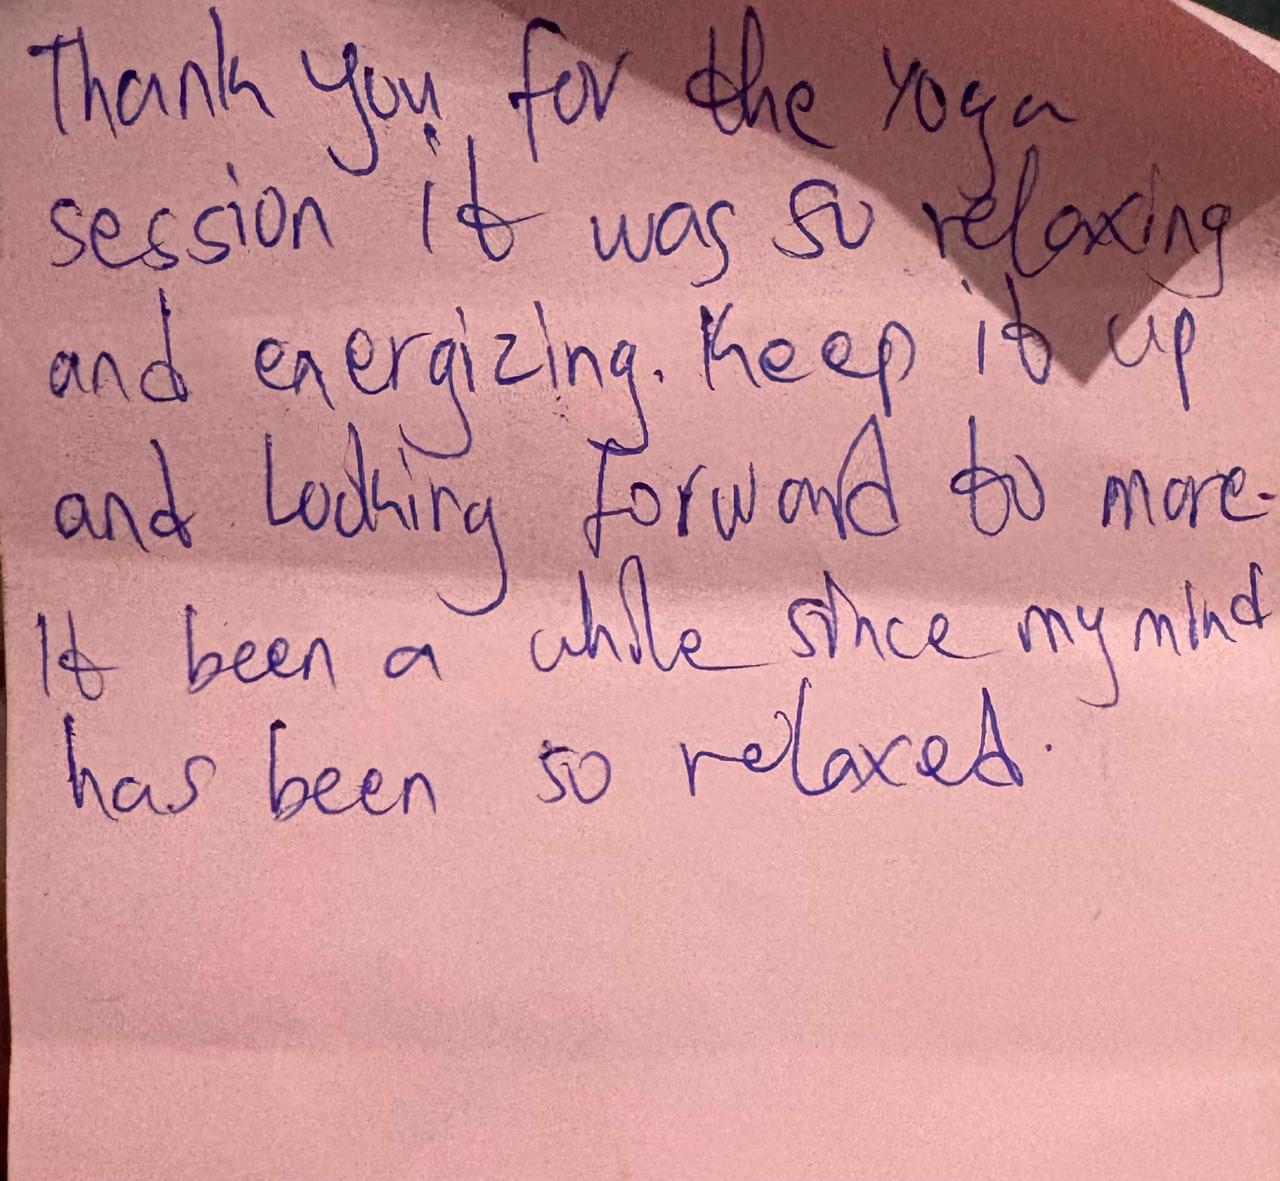 Thank you for the yoga
session it was so relaxing
and energizing. Keep it up
and Looking forward to more.
It been a while since my mind
has been so relaxed.